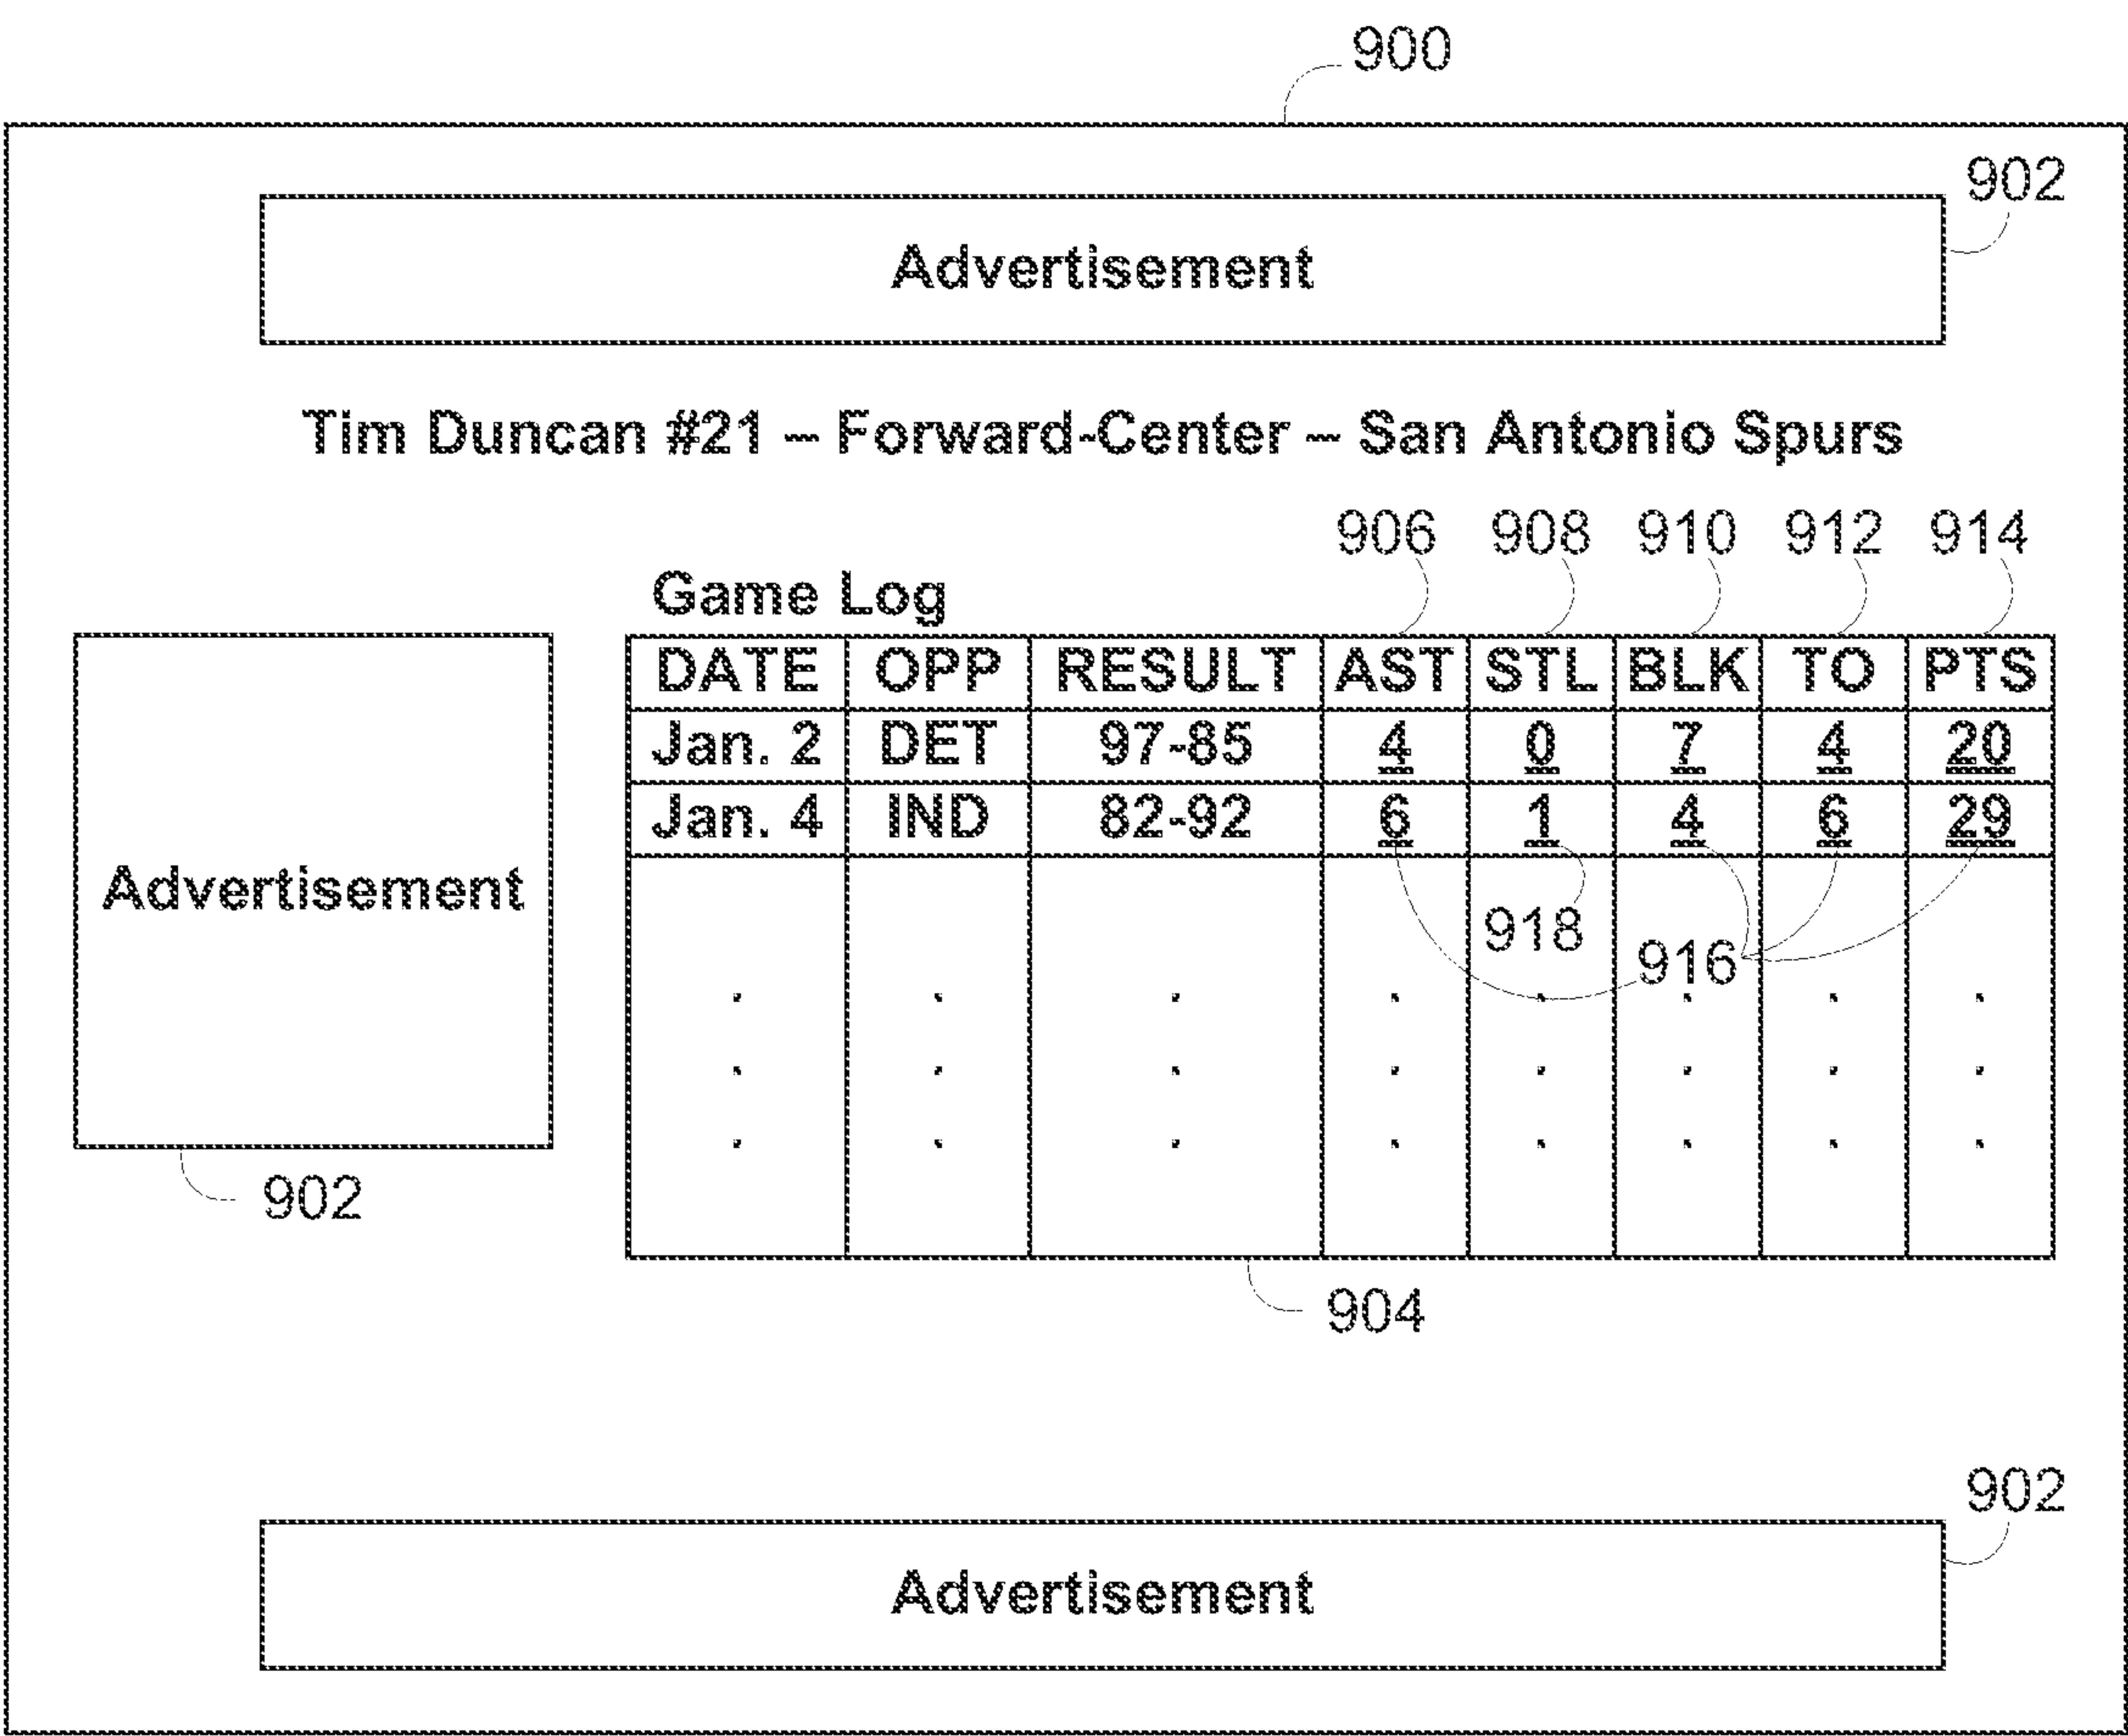 900
902
Advertisement
Tim Duncan #21 – Forward-Center – San Antonio Spurs
906 908 910 912 914
Game Log
DATE OPP RESULT AST STL BLK TO PTS
Jan. 2 DET 97-85 4 0 7 4 20
Jan. 4 IND 82-92 6 1 4 6 29
Advertisement
918
916
902
904
902
Advertisement